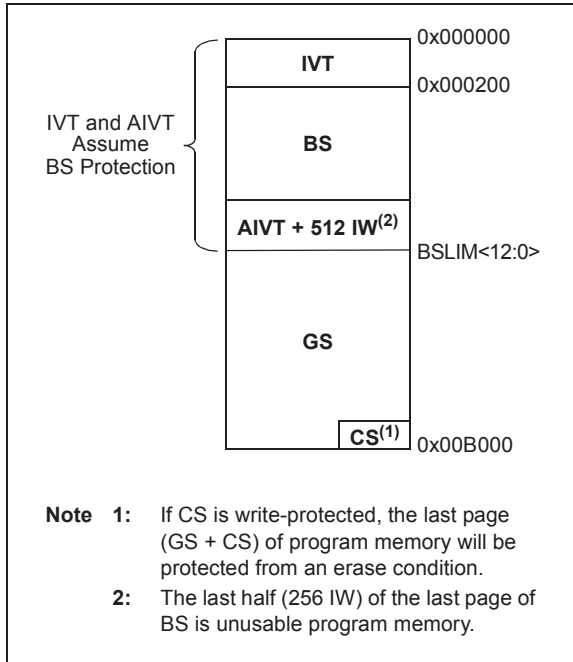 0x000000
IVT
0x000200
IVT and AIVT
Assume
BS Protection
BS
AIVT + 512 IW(2)
BSLIM<12:0>
GS
CS(1)
0x00B000
Note 1: If CS is write-protected, the last page
(GS + CS) of program memory will be
protected from an erase condition.
2: The last half (256 IW) of the last page of
BS is unusable program memory.